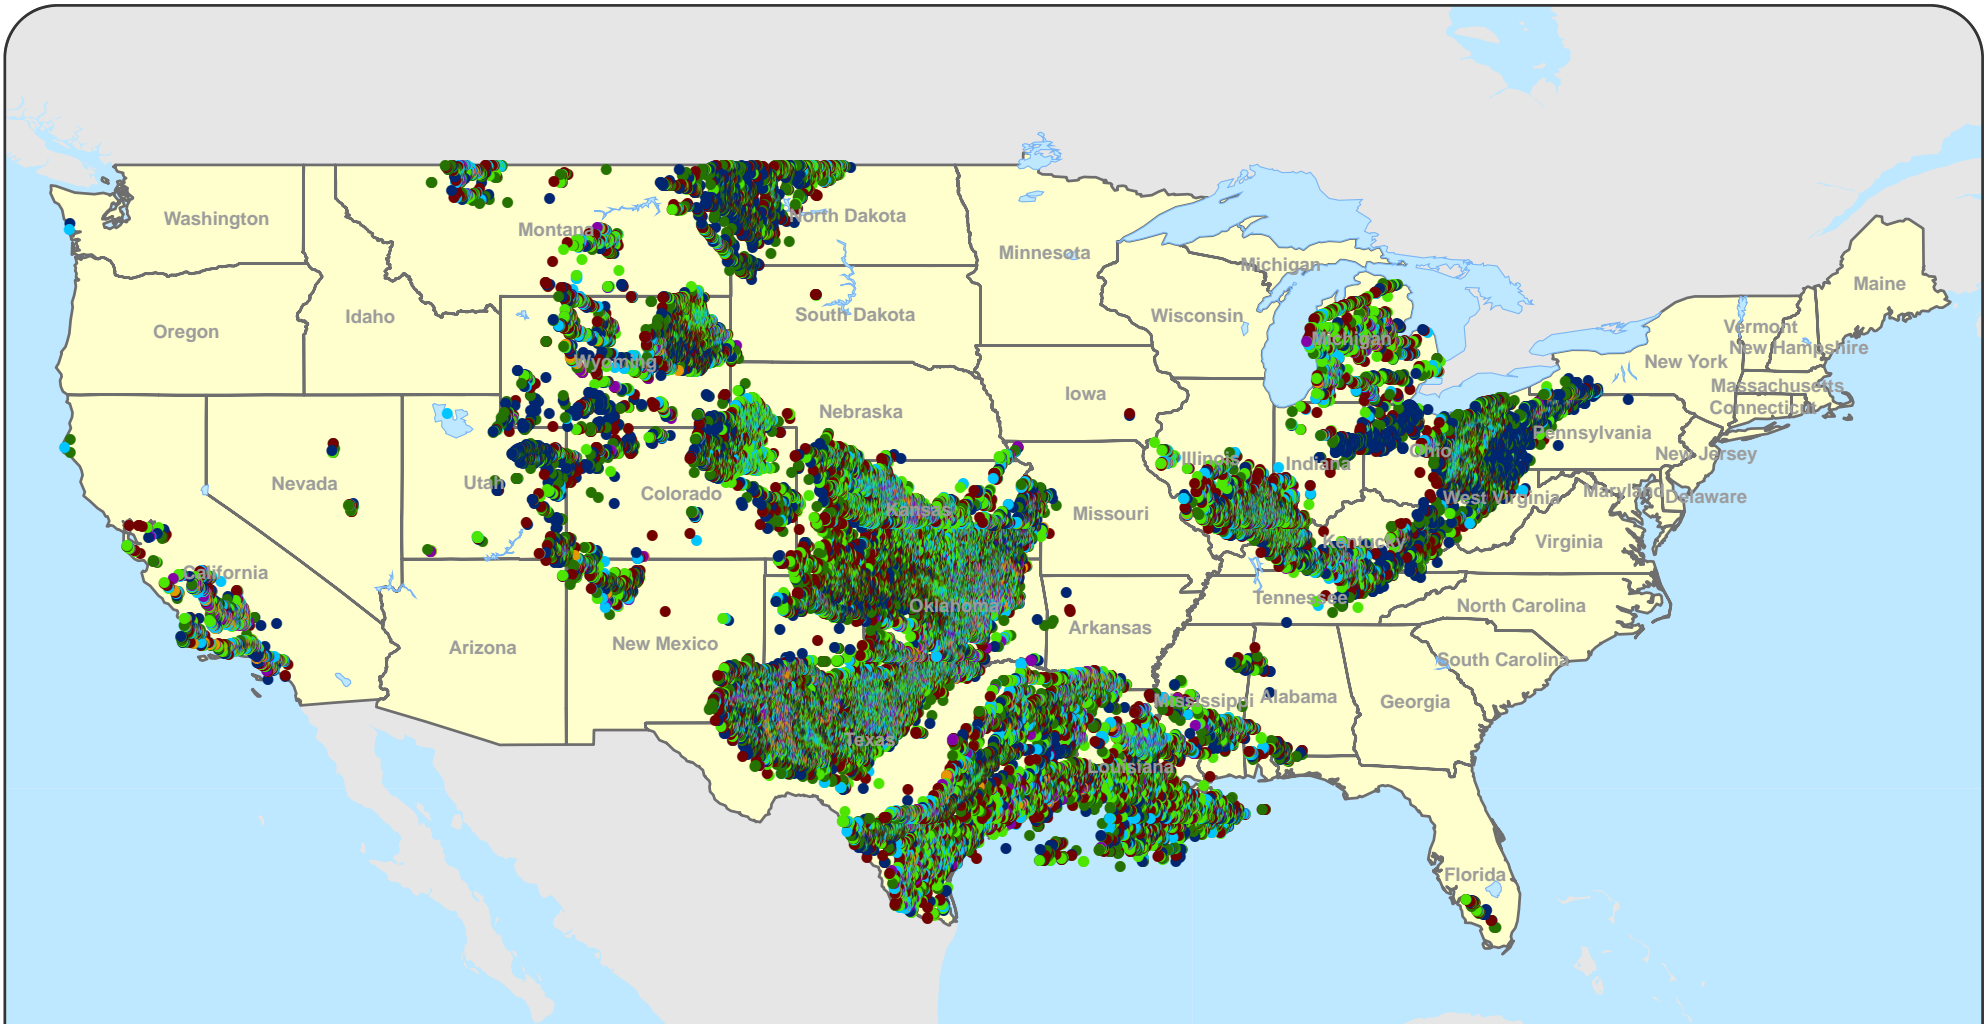 Washington
Montana
North Dakota
Minnesota
Michigan
Maine
Oregon
Idaho
South Dakota
Wisconsin
Vermont
New Hampshire
Michigan
New York
Wyoming
Massachusetts
Iowa
Nebraska
Connecticut
Pennsylvania
Ohio
New Jersey
Illinois
Indiana
Nevada
Utah
Colorado
West Virginia
Maryland
Delaware
Kansas
Missouri
Kentucky
Virginia
California
Oklahoma
Tennessee
North Carolina
Arkansas
Arizona
New Mexico
South Carolina
Mississippi
Alabama
Georgia
Texas
Louisiana
Florida